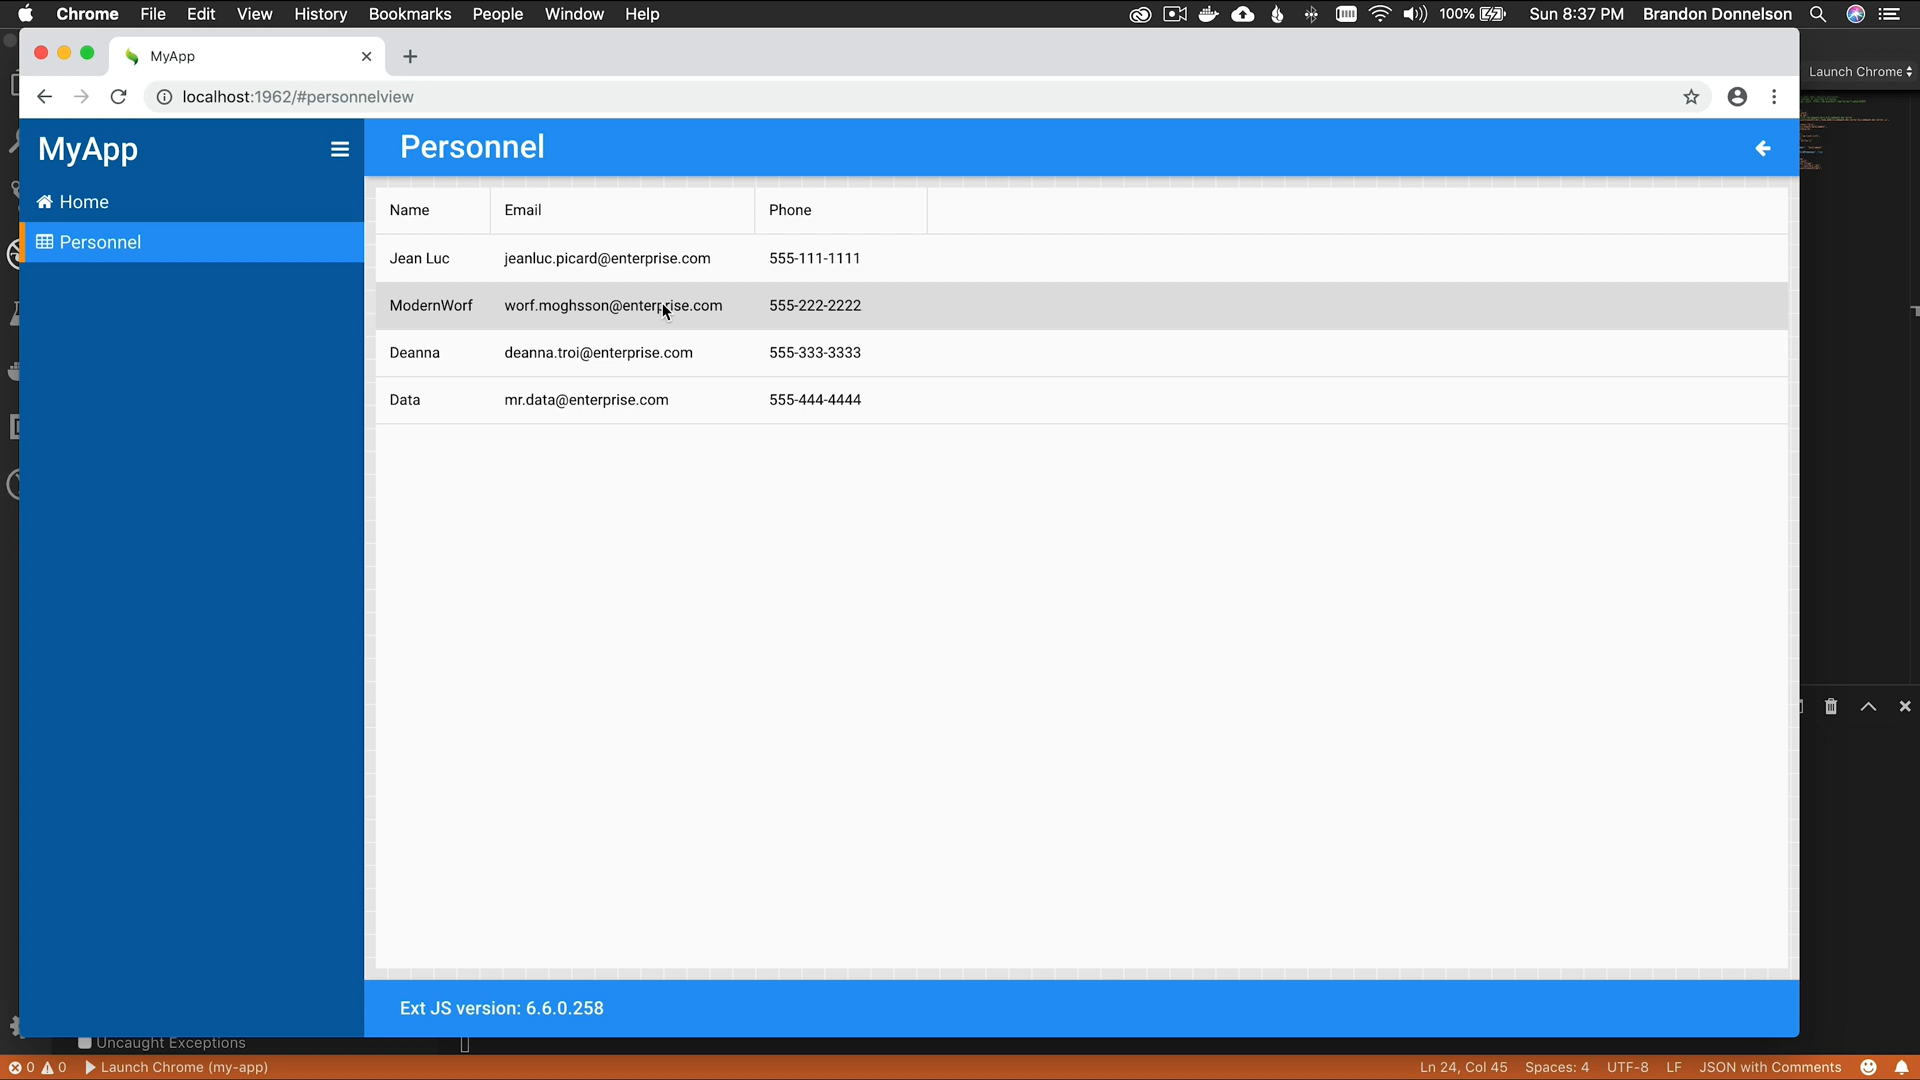 Chrome File Edit View History Bookmarks People Window Help 100% Sun 8:37 PM Brandon Donnelson
MyApp
Launch Chrome
localhost:1962/#personnelview
MyApp
Personnel
Home
Personnel
Name Email Phone
Jean Luc jeanluc.picard@enterprise.com 555-111-1111
ModernWorf worf.moghsson@enterprise.com 555-222-2222
Deanna deanna.troi@enterprise.com 555-333-3333
Data mr.data@enterprise.com 555-444-4444
Ext JS version: 6.6.0.258
Uncaught Exceptions
0 0 Launch Chrome (my-app) Ln 24, Col 45 Spaces: 4 UTF-8 LF JSON with Comments